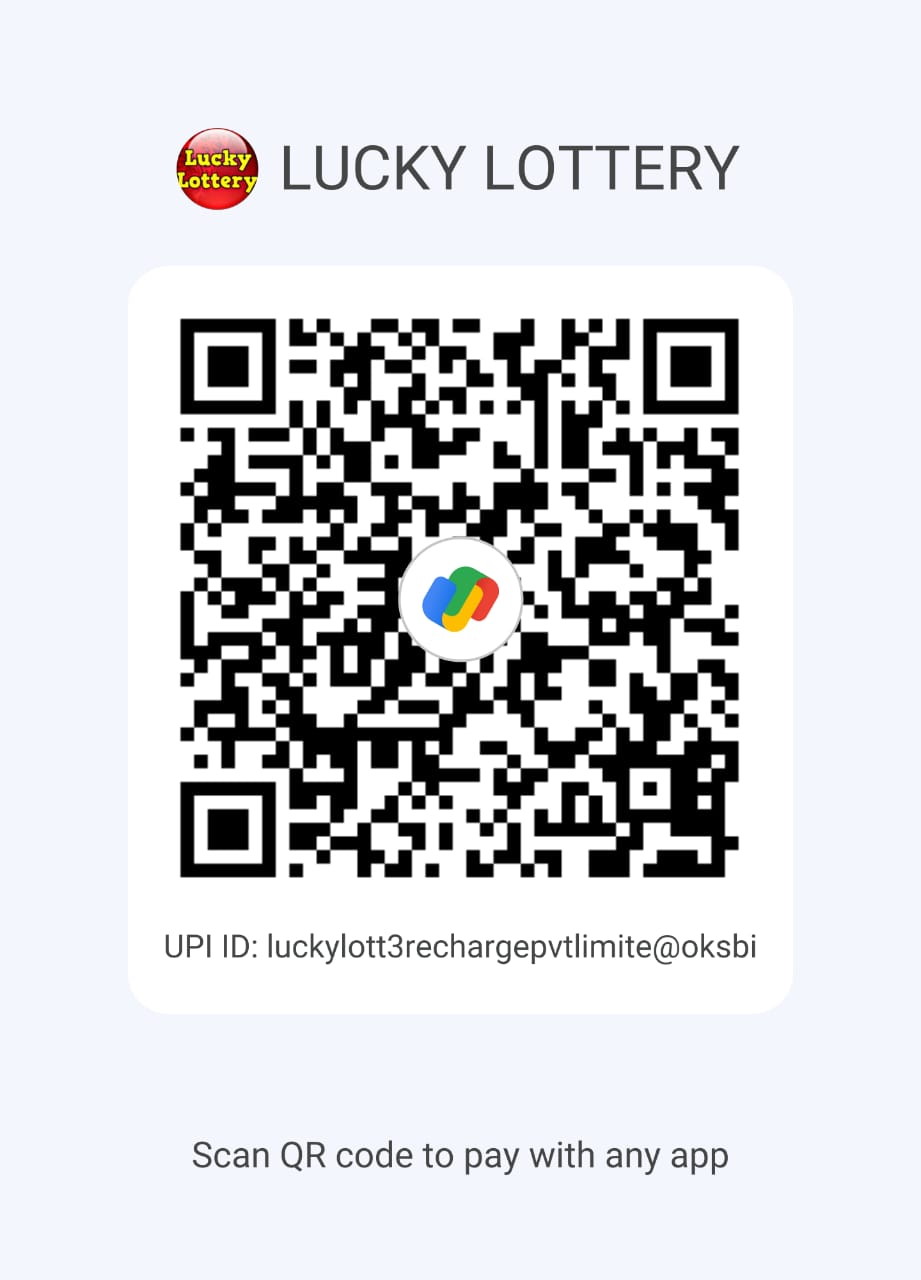 Lucky
Lottery
LUCKY LOTTERY
UPI ID: luckylott3rechargepvtlimite@oksbi
Scan QR code to pay with any app